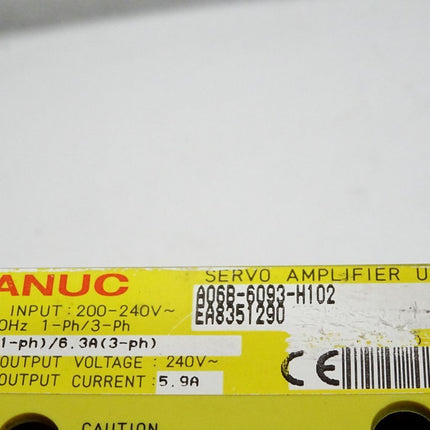 ANUC
SERVO AMPLIFIER U
A06B-6093-H102
EA8351290
INPUT : 200-240V~
0Hz 1-Ph/3-Ph
1-ph)/6.3A(3-ph)
OUTPUT VOLTAGE : 240V~
OUTPUT CURRENT : 5.9A
CE
CAUTION